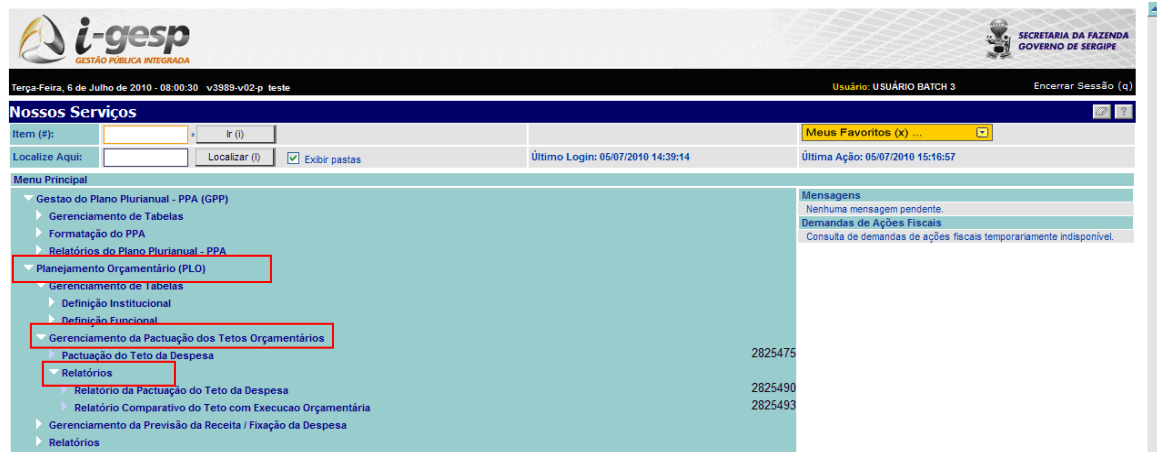 i-gesp
GESTÃO PÚBLICA INTEGRADA
SECRETARIA DA FAZENDA
GOVERNO DE SERGIPE
Terça-Feira, 6 de Julho de 2010 - 08:00:30 v3989-v02-p teste
Usuário: USUÁRIO BATCH 3
Encerrar Sessão (q)
Nossos Serviços
?
Item (#): * Ir (i)
Meus Favoritos (x) ...
Localize Aqui: Localizar (l) Exibir pastas
Último Login: 05/07/2010 14:39:14
Última Ação: 05/07/2010 15:16:57
Menu Principal
Gestao do Plano Plurianual - PPA (GPP)
Gerenciamento de Tabelas
Formatação do PPA
Relatórios do Plano Plurianual - PPA
Planejamento Orçamentário (PLO)
Gerenciamento de Tabelas
Definição Institucional
Definição Funcional
Gerenciamento da Pactuação dos Tetos Orçamentários
Pactuação do Teto da Despesa 2825475
Relatórios
Relatório da Pactuação do Teto da Despesa 2825490
Relatório Comparativo do Teto com Execucao Orçamentária 2825493
Gerenciamento da Previsão da Receita / Fixação da Despesa
Relatórios
Mensagens
Nenhuma mensagem pendente.
Demandas de Ações Fiscais
Consulta de demandas de ações fiscais temporariamente indisponível.